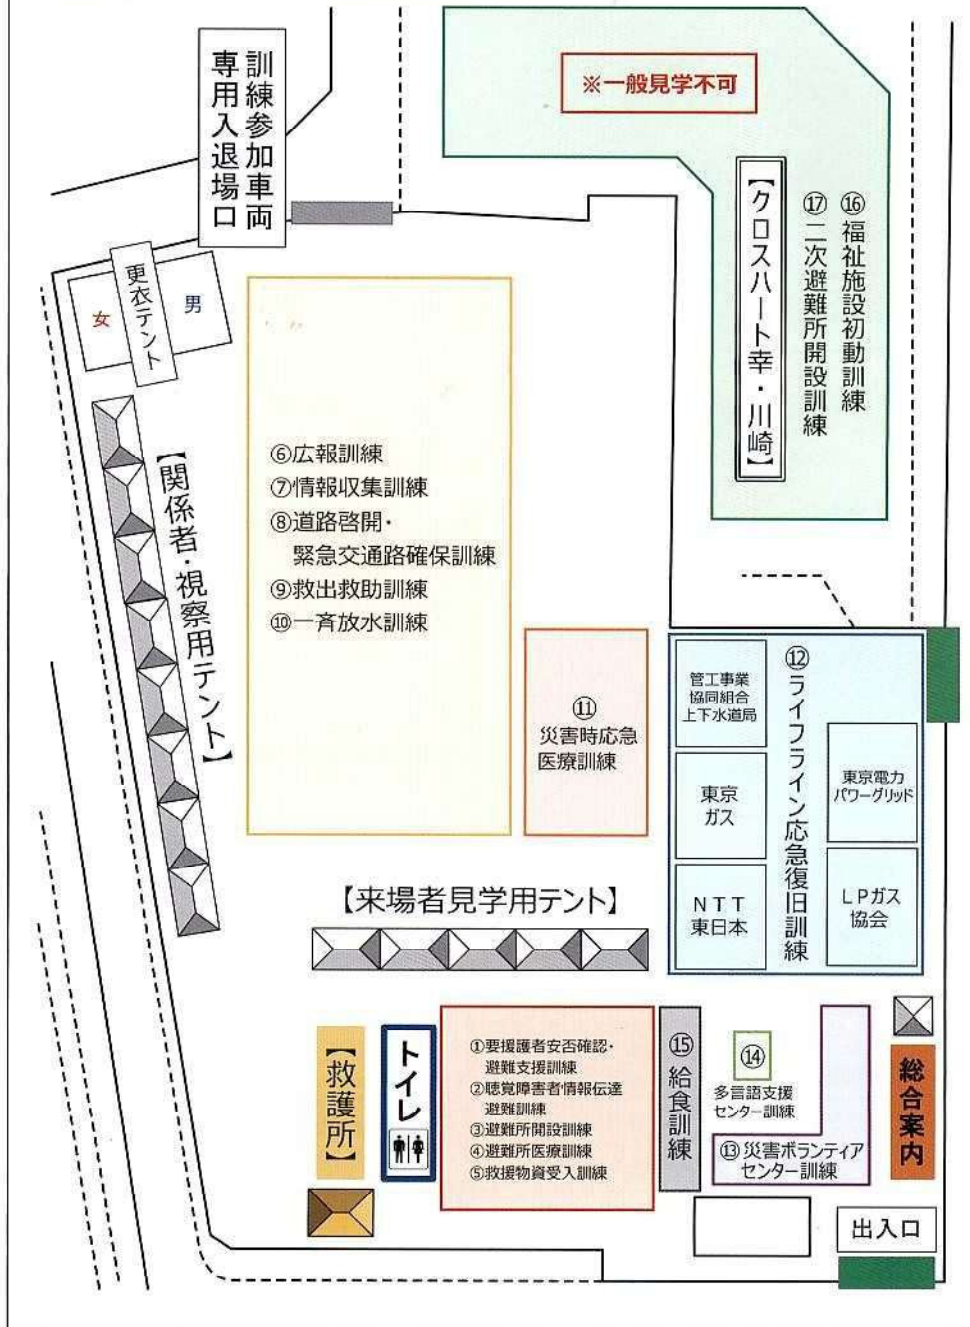 訓練参加車両
専用入退場口
※一般見学不可
【クロスハート幸・川崎】
⑯福祉施設初動訓練
⑰二次避難所開設訓練
女
更衣テント
男
【関係者・視察用テント】
⑥広報訓練
⑦情報収集訓練
⑧道路啓開・
緊急交通路確保訓練
⑨救出救助訓練
⑩一斉放水訓練
⑪
災害時応急
医療訓練
⑫ライフライン応急復旧訓練
管工事業
協同組合
上下水道局
東京
ガス
NTT
東日本
東京電力
パワーグリッド
LPガス
協会
【来場者見学用テント】
【救護所】
トイレ
①要援護者安否確認・
避難支援訓練
②聴覚障害者情報伝達
避難訓練
③避難所開設訓練
④避難所医療訓練
⑤救援物資受入訓練
⑮給食訓練
⑭
多言語支援
センター訓練
⑬災害ボランティア
センター訓練
総合案内
出入口